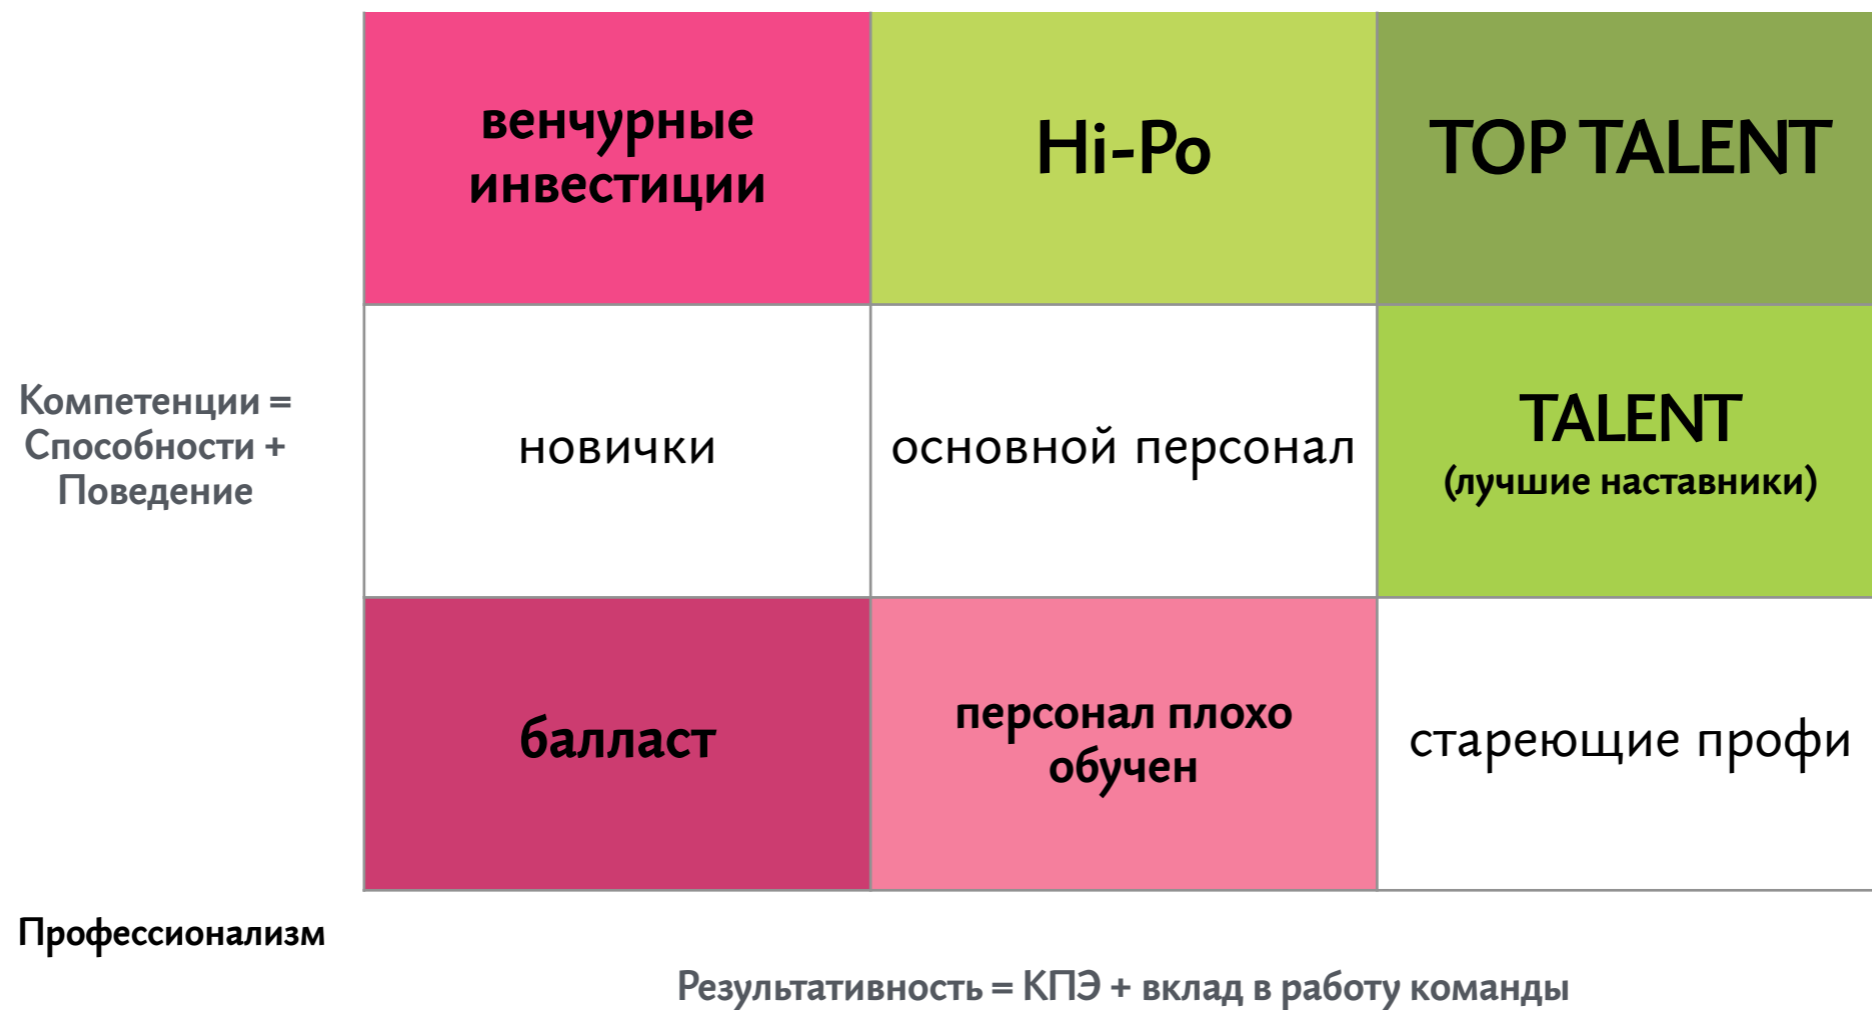 венчурные
инвестиции
Hi-Po
TOP TALENT
Компетенции =
Способности +
Поведение
новички
основной персонал
TALENT
(лучшие наставники)
балласт
персонал плохо
обучен
стареющие профи
Профессионализм
Результативность = КПЭ + вклад в работу команды